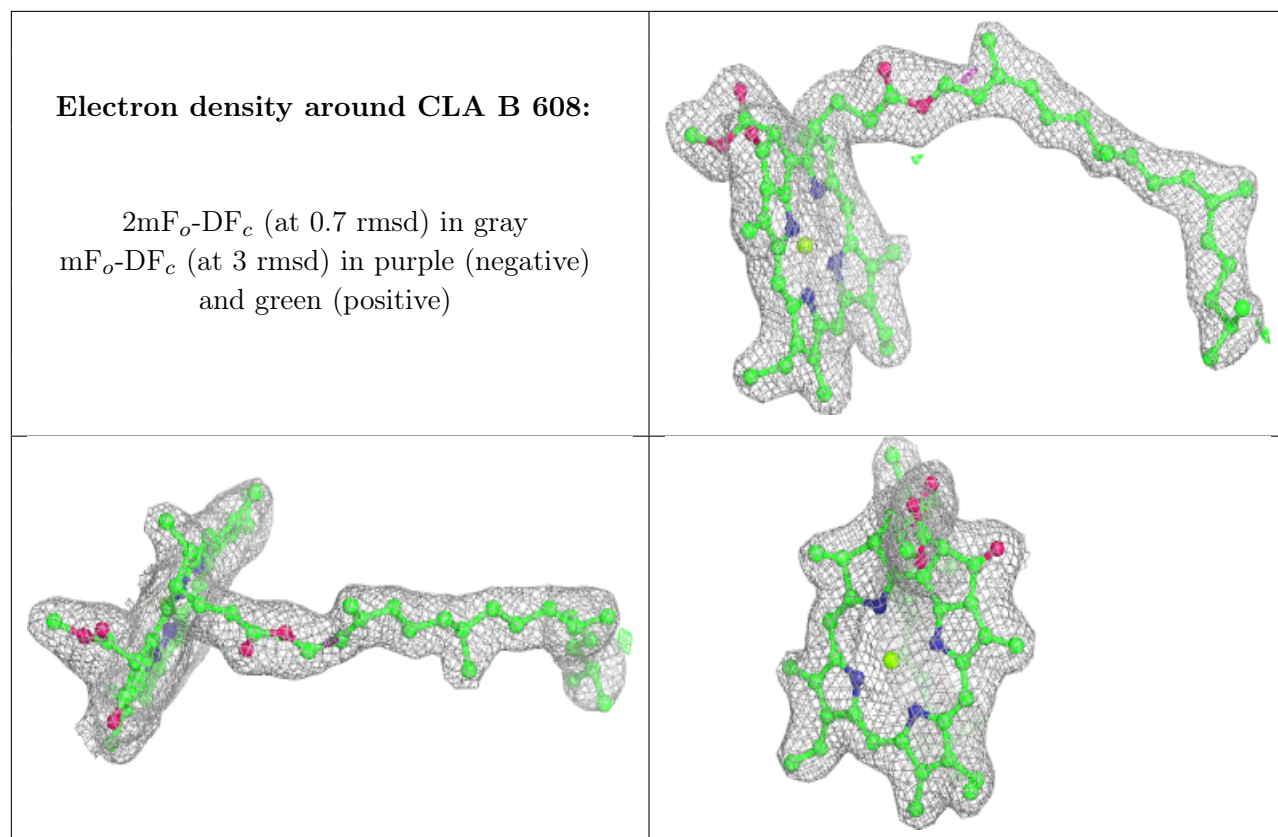 Electron density around CLA B 608:
2mFo-DFc (at 0.7 rmsd) in gray
mFo-DFc (at 3 rmsd) in purple (negative)
and green (positive)